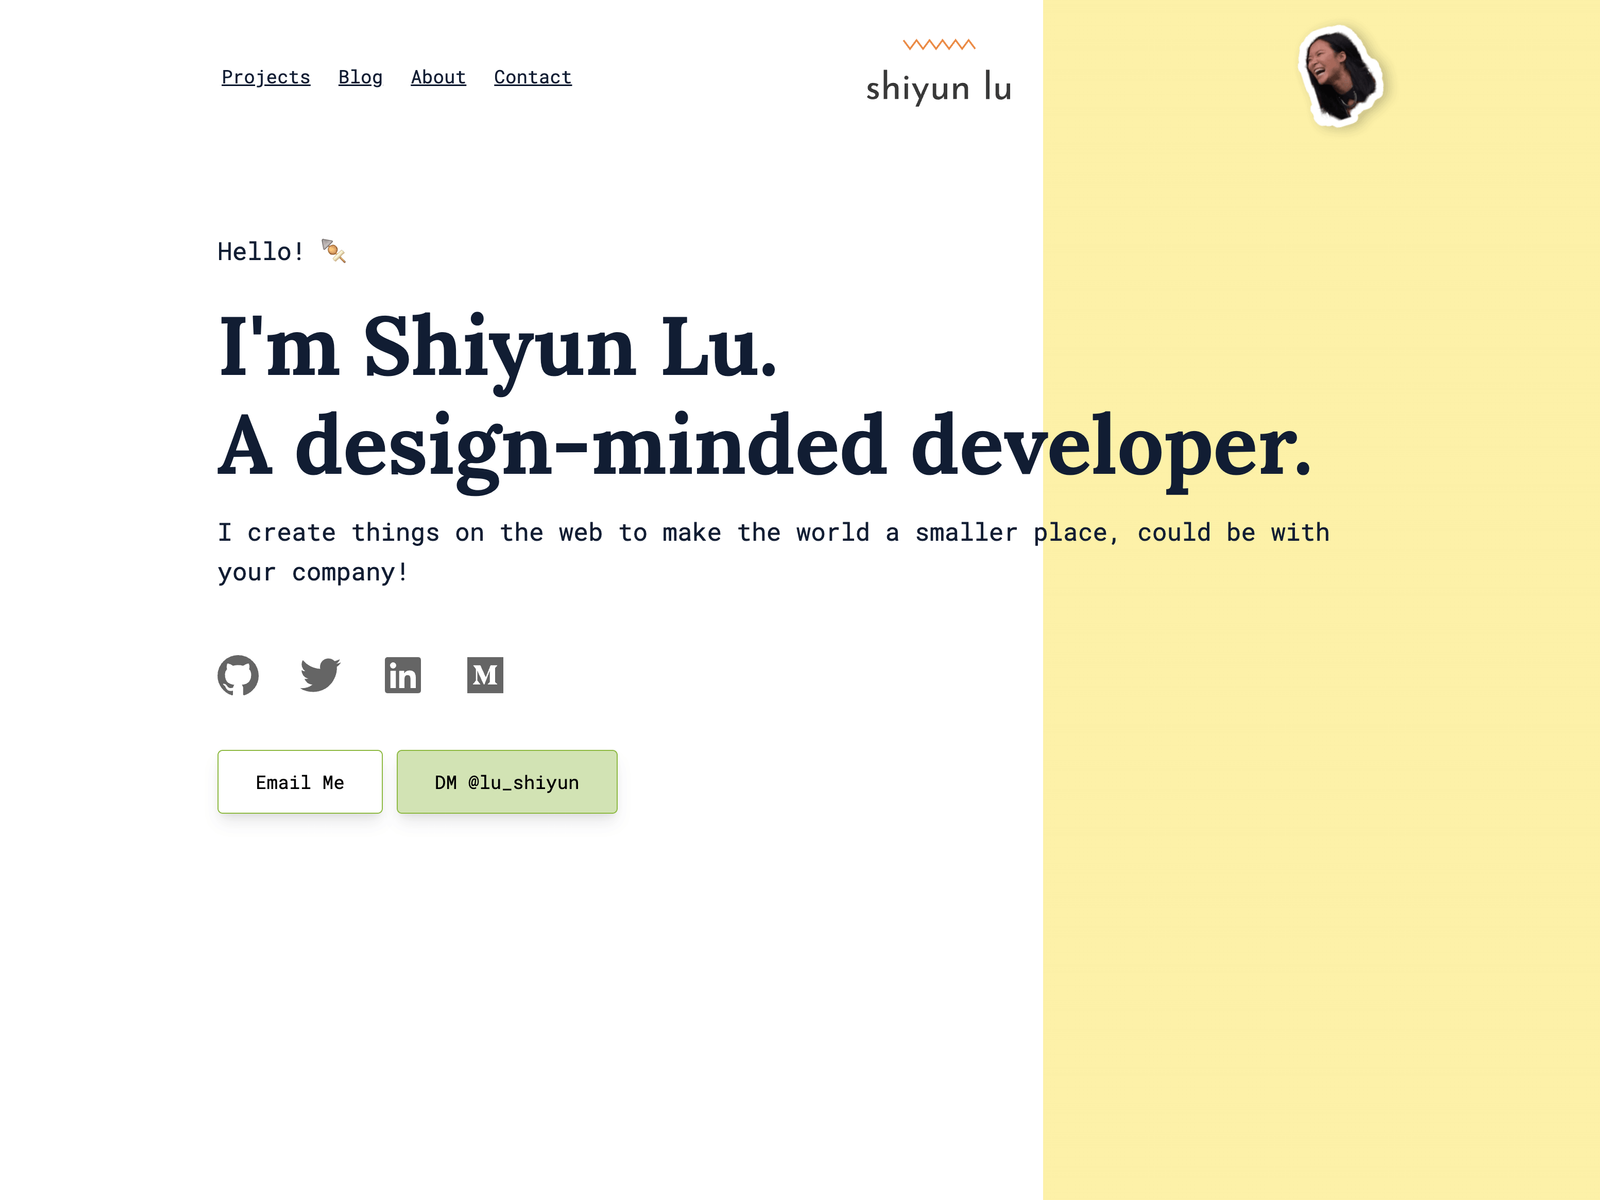 Projects Blog About Contact
shiyun lu
Hello!
I'm Shiyun Lu.
A design-minded developer.
I create things on the web to make the world a smaller place, could be with
your company!
in M
Email Me DM @lu_shiyun